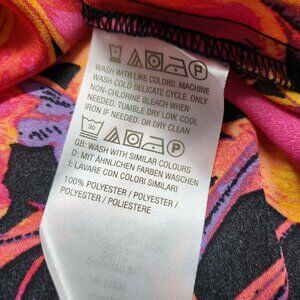 P
WASH WITH LIKE COLORS. MACHINE
WASH COLD DELICATE CYCLE. ONLY
NON-CHLORINE BLEACH WHEN
NEEDED. TUMBLE DRY LOW. COOL
IRON IF NEEDED. OR DRY CLEAN
30 P
GB: WASH WITH SIMILAR COLOURS
D: MIT ÄHNLICHEN FARBEN WASCHEN
I: LAVARE CON COLORI SIMILARI
100% POLYESTER / POLYESTER /
POLYESTER / POLIESTERE